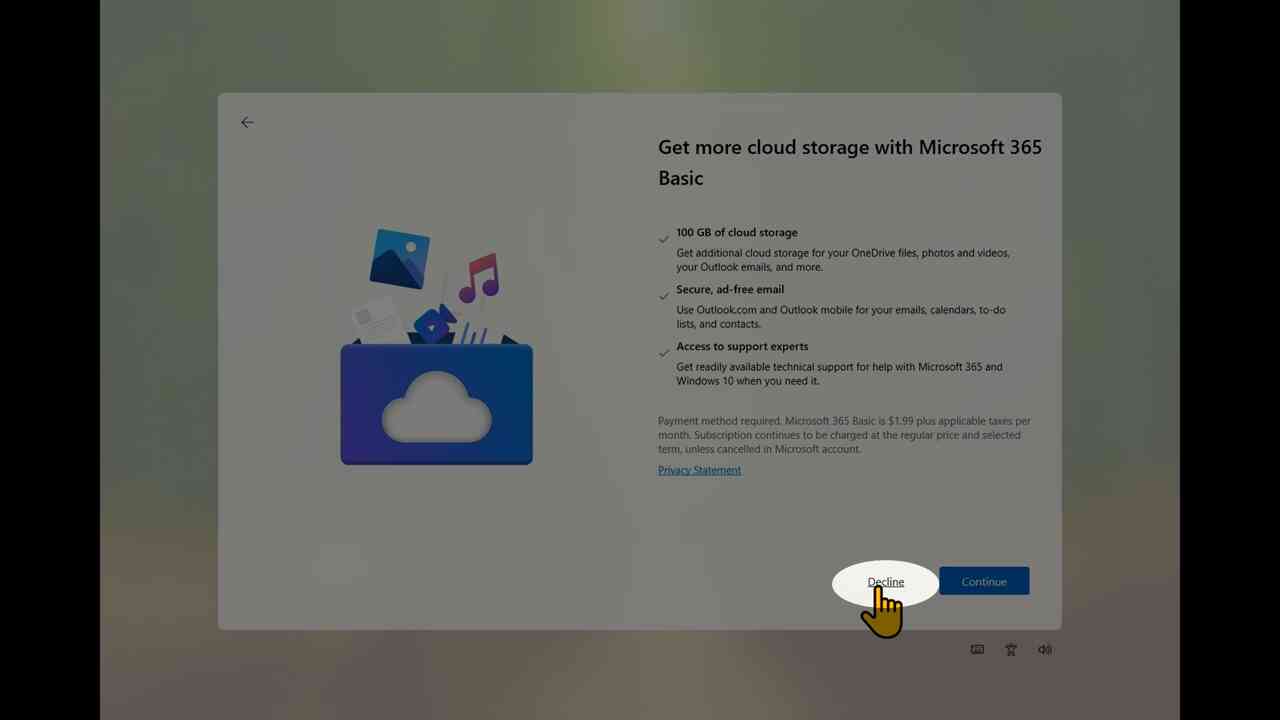 Get more cloud storage with Microsoft 365
Basic
100 GB of cloud storage
Get additional cloud storage for your OneDrive files, photos and videos,
your Outlook emails, and more.
Secure, ad-free email
Use Outlook.com and Outlook mobile for your emails, calendars, to-do
lists, and contacts.
Access to support experts
Get readily available technical support for help with Microsoft 365 and
Windows 10 when you need it.
Payment method required. Microsoft 365 Basic is $1.99 plus applicable taxes per
month. Subscription continues to be charged at the regular price and selected
term, unless cancelled in Microsoft account.
Privacy Statement
Decline
Continue